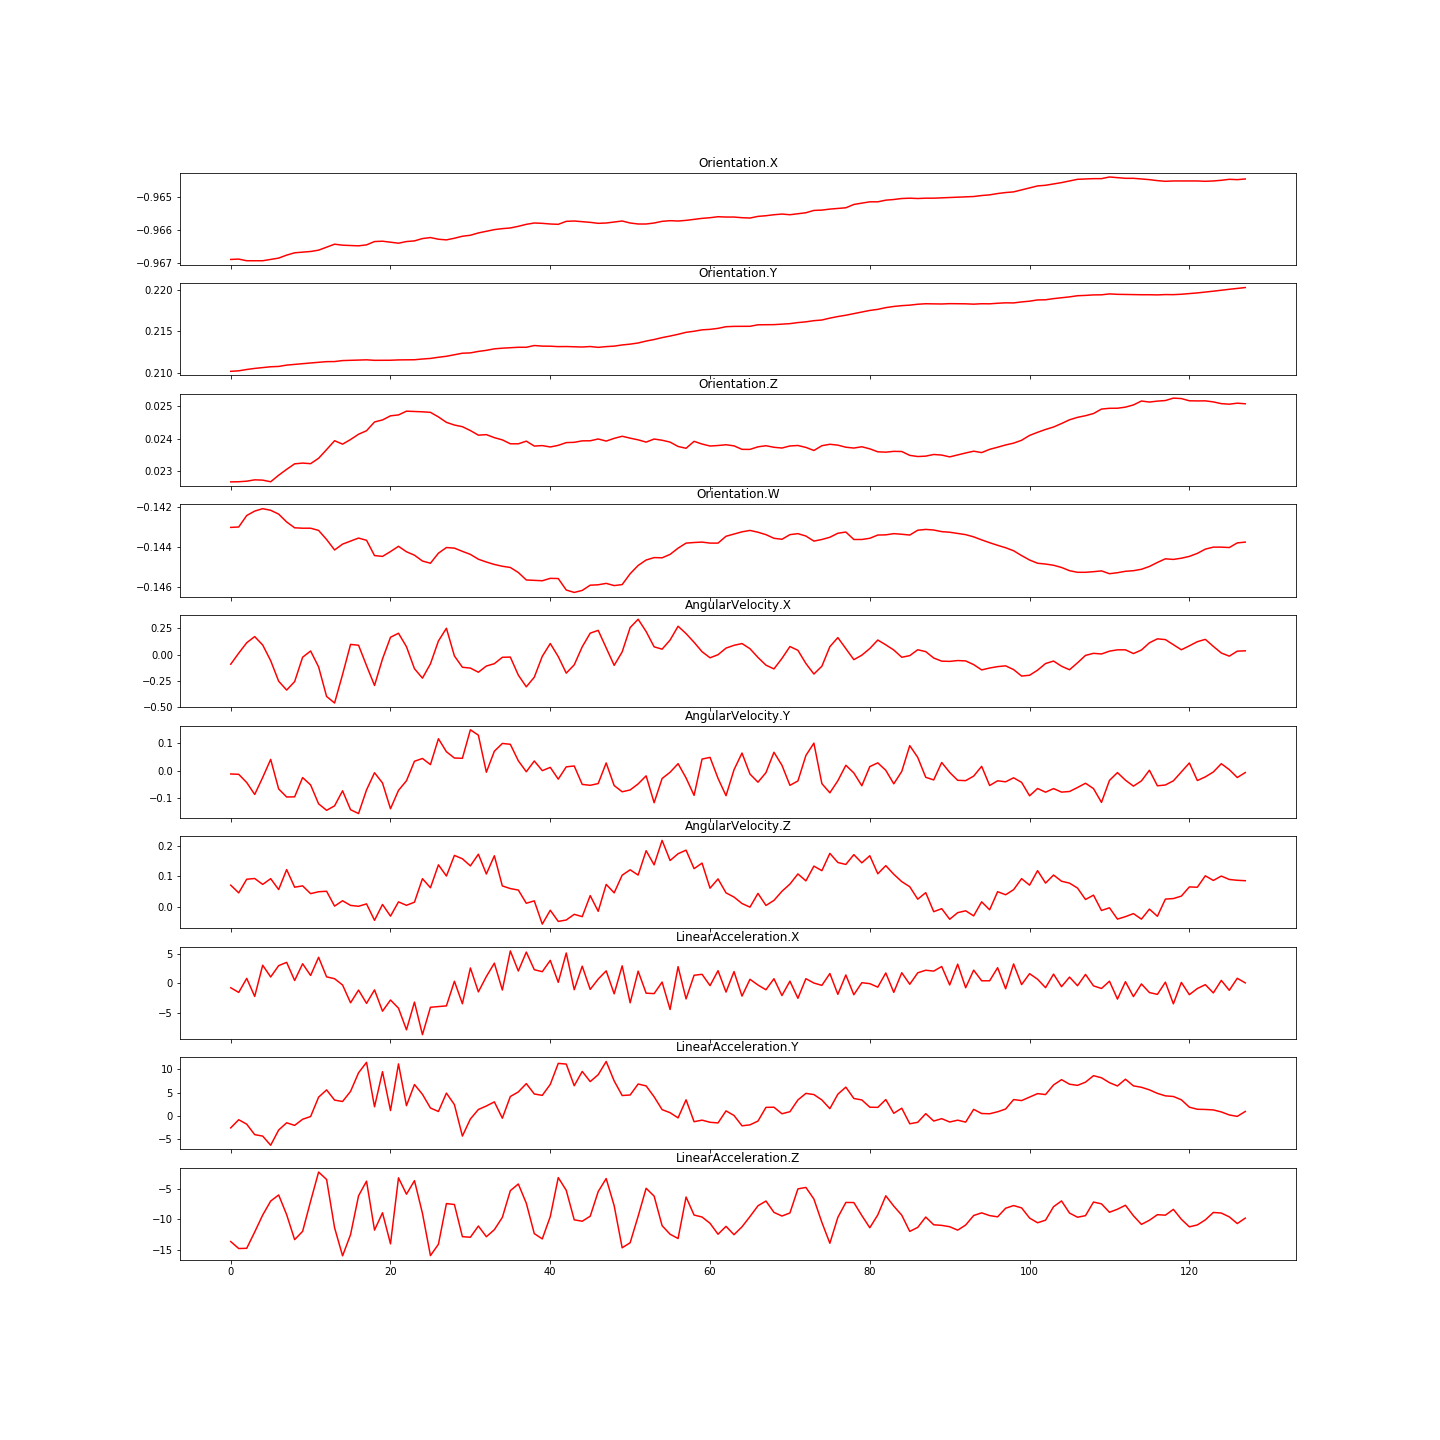 Orientation.X
−0.965
−0.966
−0.967
Orientation.Y
0.220
0.215
0.210
Orientation.Z
0.025
0.024
0.023
Orientation.W
−0.142
−0.144
−0.146
AngularVelocity.X
0.25
0.00
−0.25
−0.50
AngularVelocity.Y
0.1
0.0
−0.1
AngularVelocity.Z
0.2
0.1
0.0
LinearAcceleration.X
5
0
−5
LinearAcceleration.Y
10
5
0
−5
LinearAcceleration.Z
−5
−10
−15
0 20 40 60 80 100 120